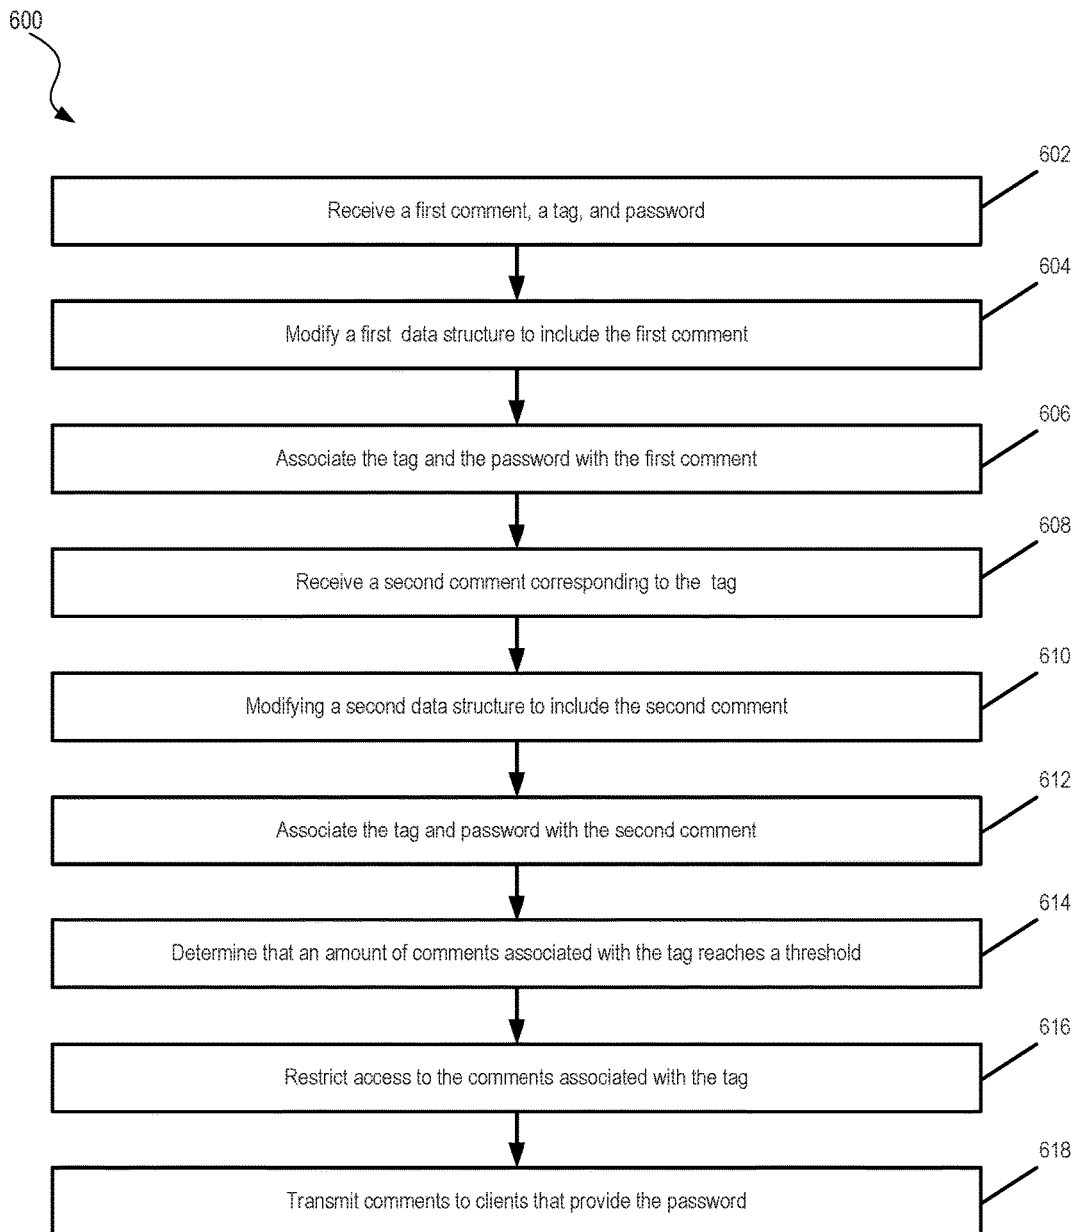 600
602
Receive a first comment, a tag, and password
604
Modify a first data structure to include the first comment
606
Associate the tag and the password with the first comment
608
Receive a second comment corresponding to the tag
610
Modifying a second data structure to include the second comment
612
Associate the tag and password with the second comment
614
Determine that an amount of comments associated with the tag reaches a threshold
616
Restrict access to the comments associated with the tag
618
Transmit comments to clients that provide the password